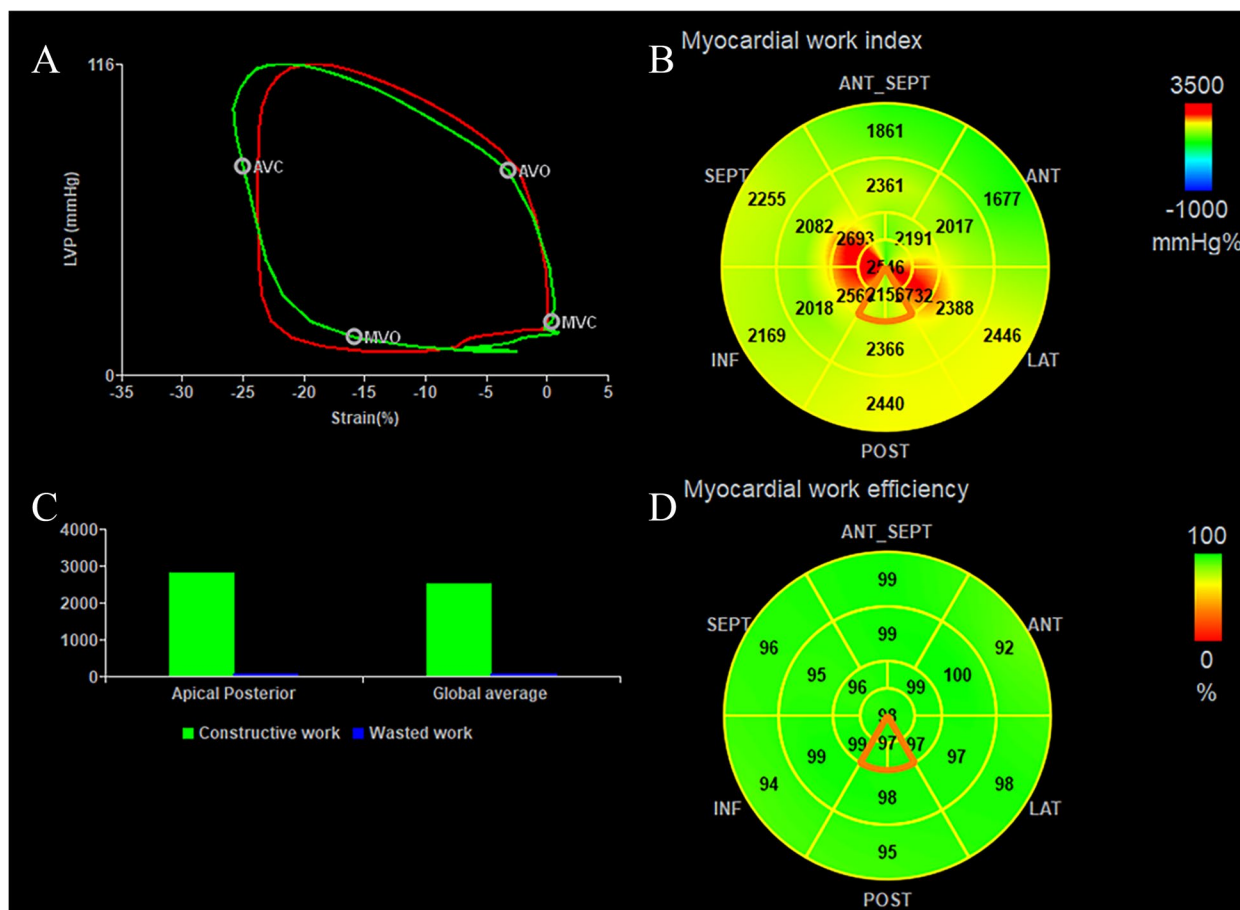 A
116
LVP (mmHg)
0
AVC
AVO
MVO
MVC
-35 -30 -25 -20 -15 -10 -5 0 5
Strain(%)
B
Myocardial work index
ANT_SEPT
SEPT
ANT
INF
LAT
POST
1861
2255
2361
1677
2082
2693
2191
2017
2018
2388
2169
2366
2446
2440
3500
-1000
mmHg%
C
4000
3000
2000
1000
0
Apical Posterior
Global average
Constructive work
Wasted work
D
Myocardial work efficiency
ANT_SEPT
SEPT
ANT
INF
LAT
POST
99
96
99
92
95
96
99
100
98
99
99
97
97
97
94
98
98
95
100
0
%